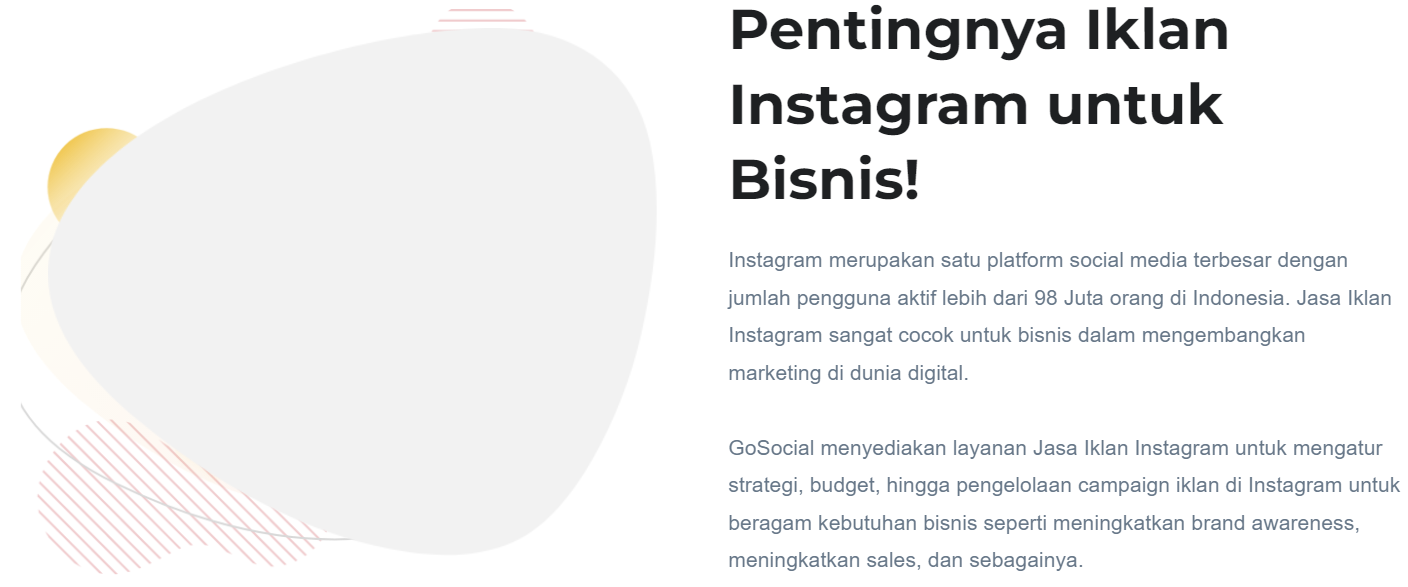 Pentingnya Iklan
Instagram untuk
Bisnis!
Instagram merupakan satu platform social media terbesar dengan
jumlah pengguna aktif lebih dari 98 Juta orang di Indonesia. Jasa Iklan
Instagram sangat cocok untuk bisnis dalam mengembangkan
marketing di dunia digital.
GoSocial menyediakan layanan Jasa Iklan Instagram untuk mengatur
strategi, budget, hingga pengelolaan campaign iklan di Instagram untuk
beragam kebutuhan bisnis seperti meningkatkan brand awareness,
meningkatkan sales, dan sebagainya.